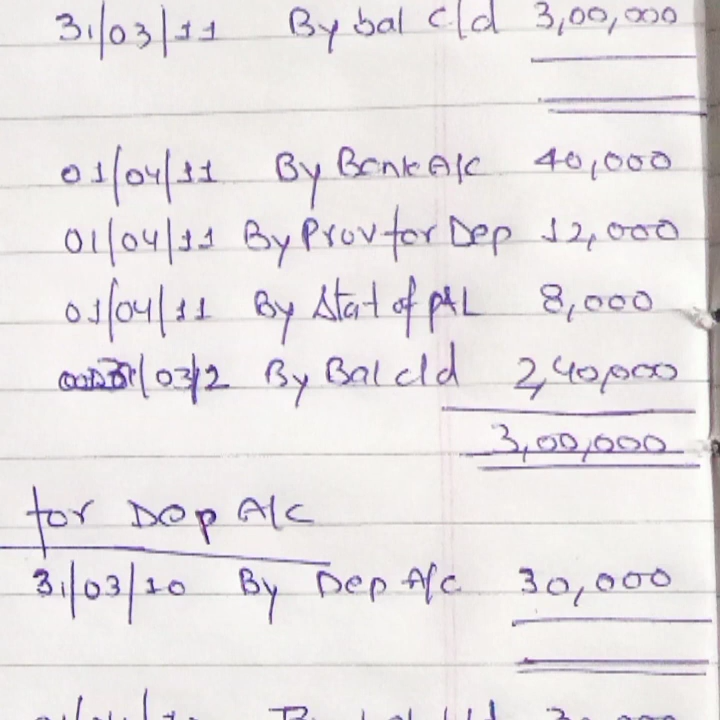 31/03/11 By bal c/d 3,00,000
01/04/11 By Bank A/c 40,000
01/04/11 By Prov for Dep 12,000
01/04/11 By Stat of P&L 8,000
/03/2 By Bal c/d 2,40,000
3,00,000
for Dep A/C
31/03/10 By Dep A/c 30,000